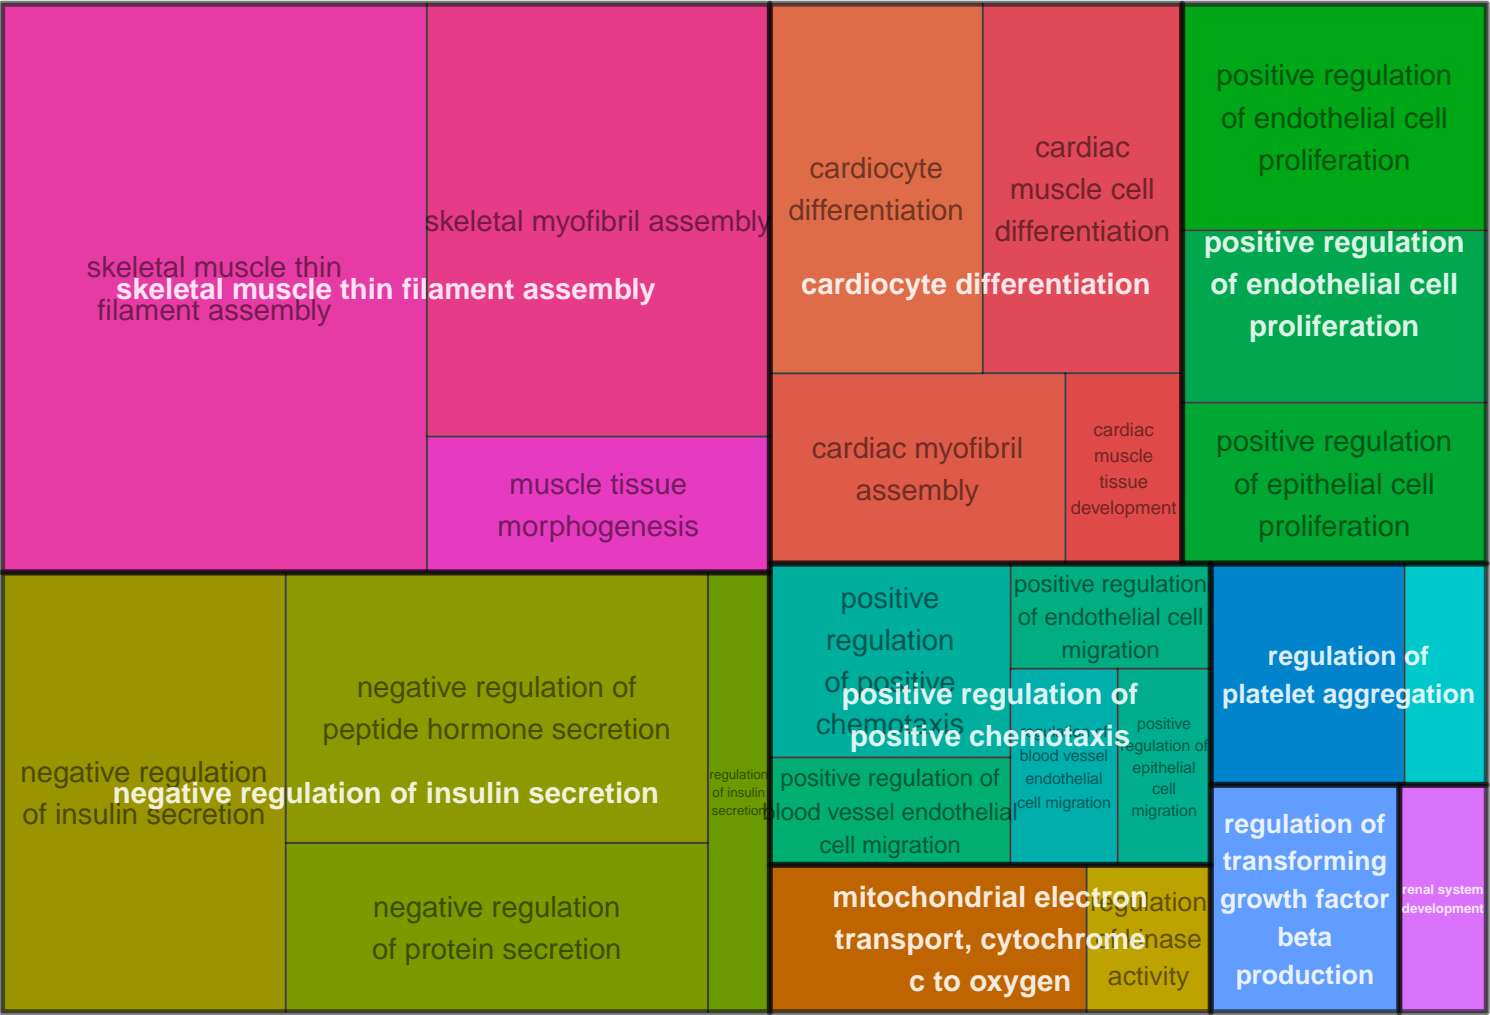 skeletal muscle thin
filament assembly
skeletal myofibril assembly
skeletal muscle thin filament assembly
muscle tissue
morphogenesis
cardiocyte
differentiation
cardiac
muscle cell
differentiation
cardiocyte differentiation
cardiac myofibril
assembly
cardiac
muscle
tissue
development
positive regulation
of endothelial cell
proliferation
positive regulation
of endothelial cell
proliferation
positive regulation
of epithelial cell
proliferation
negative regulation
of insulin secretion
negative regulation of
peptide hormone secretion
negative regulation of insulin secretion
negative regulation
of protein secretion
regulation
of insulin
secretion
positive
regulation
of positive
chemotaxis
positive regulation
of endothelial cell
migration
positive regulation of
positive chemotaxis
blood vessel
endothelial
cell migration
positive
regulation of
epithelial
cell
migration
positive regulation of
blood vessel endothelial
cell migration
mitochondrial electron
transport, cytochrome
c to oxygen
regulation
of kinase
activity
regulation of
platelet aggregation
regulation of
transforming
growth factor
beta
production
renal system
development